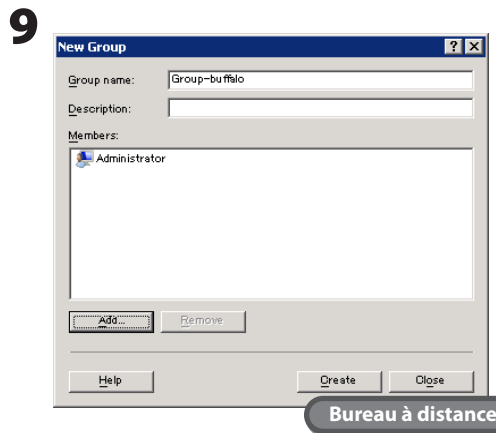 9
New Group
Group name: Group-buffalo
Description:
Members:
Administrator
Add... Remove
Help Create Close
Bureau à distance